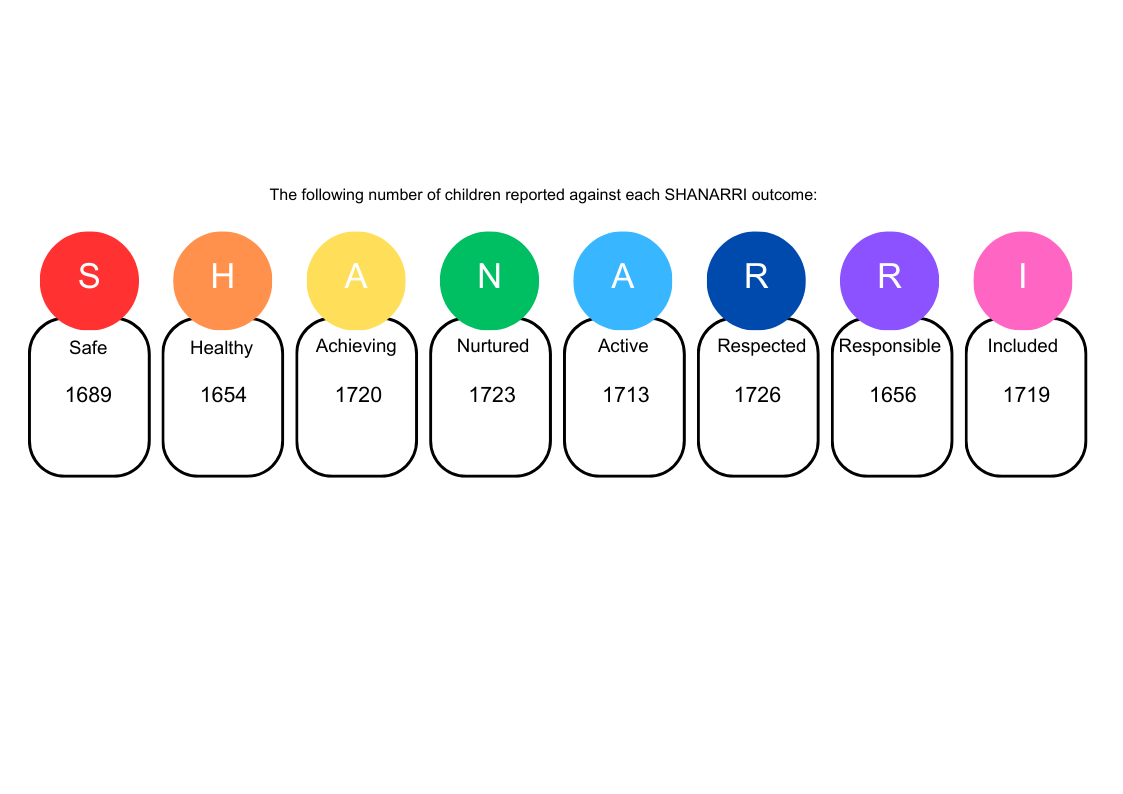 The following number of children reported against each SHANARRI outcome:
S H A N A R R I
Safe Healthy Achieving Nurtured Active Respected Responsible Included
1689 1654 1720 1723 1713 1726 1656 1719